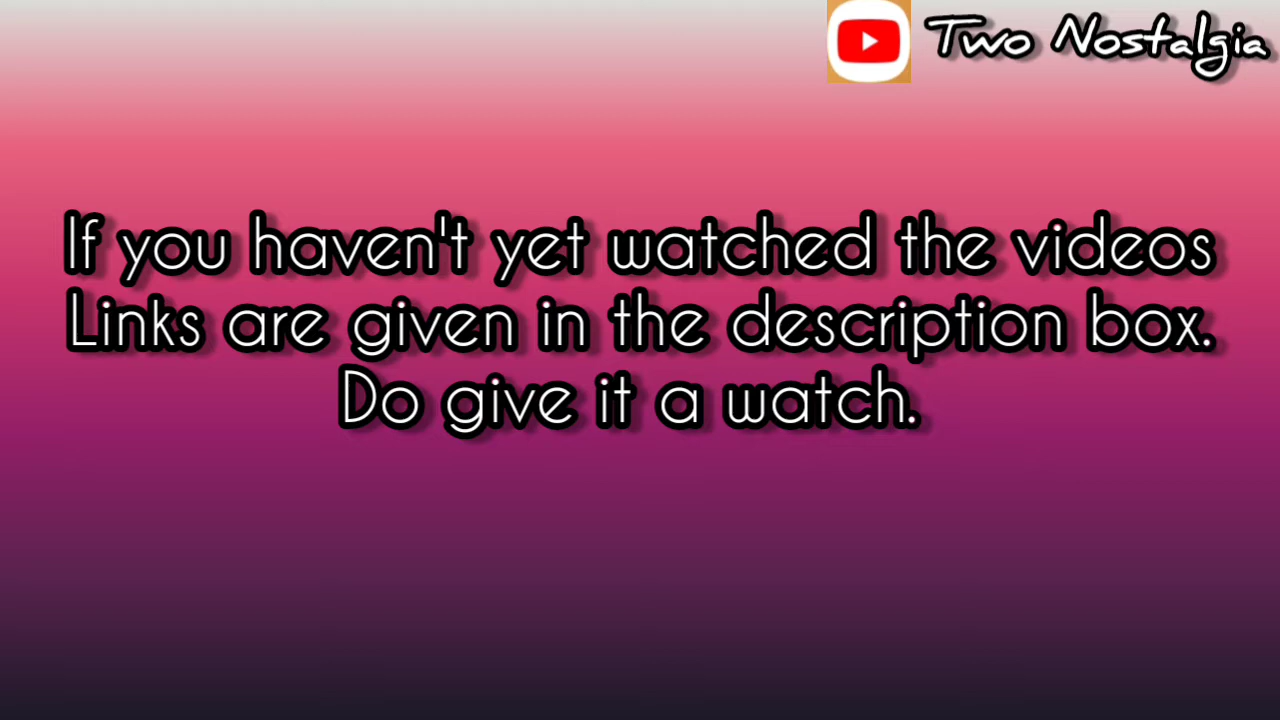 Two Nostalgia
If you haven't yet watched the videos
Links are given in the description box.
Do give it a watch.